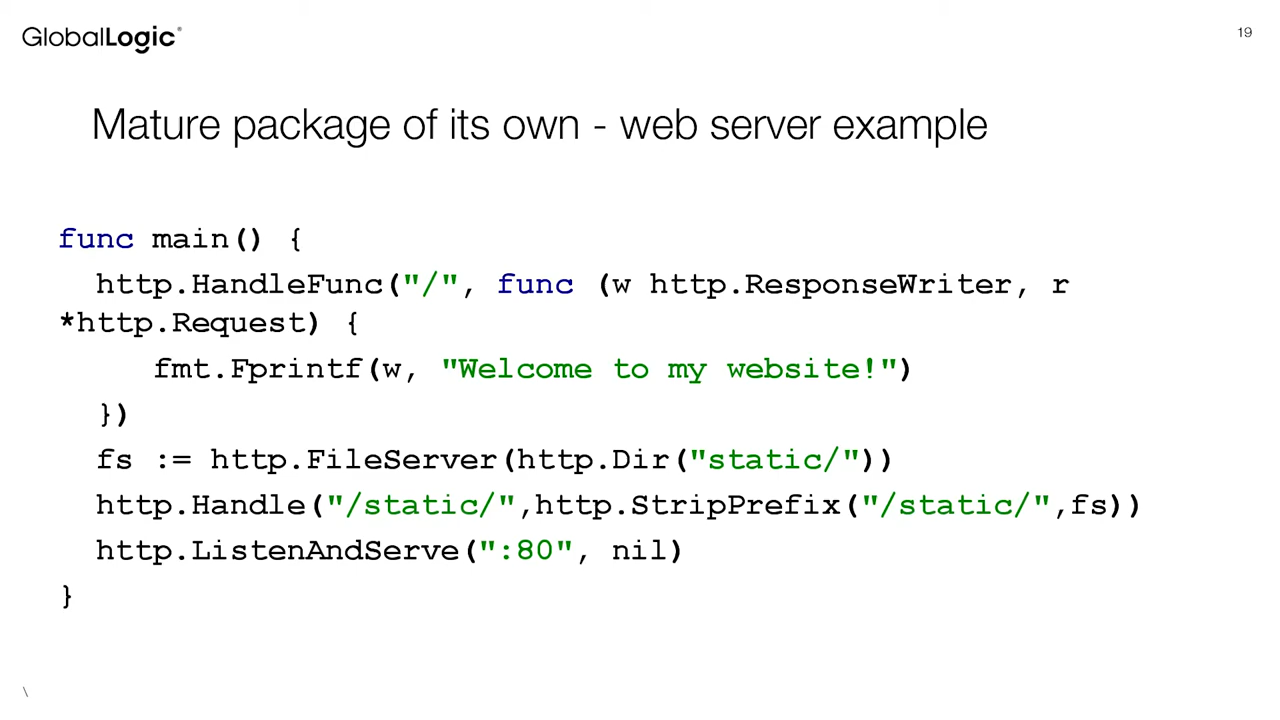 GlobalLogic®
19
Mature package of its own - web server example
func main() {
http.HandleFunc("/", func (w http.ResponseWriter, r
*http.Request) {
fmt.Fprintf(w, "Welcome to my website!")
})
fs := http.FileServer(http.Dir("static/"))
http.Handle("/static/",http.StripPrefix("/static/",fs))
http.ListenAndServe(":80", nil)
}
\